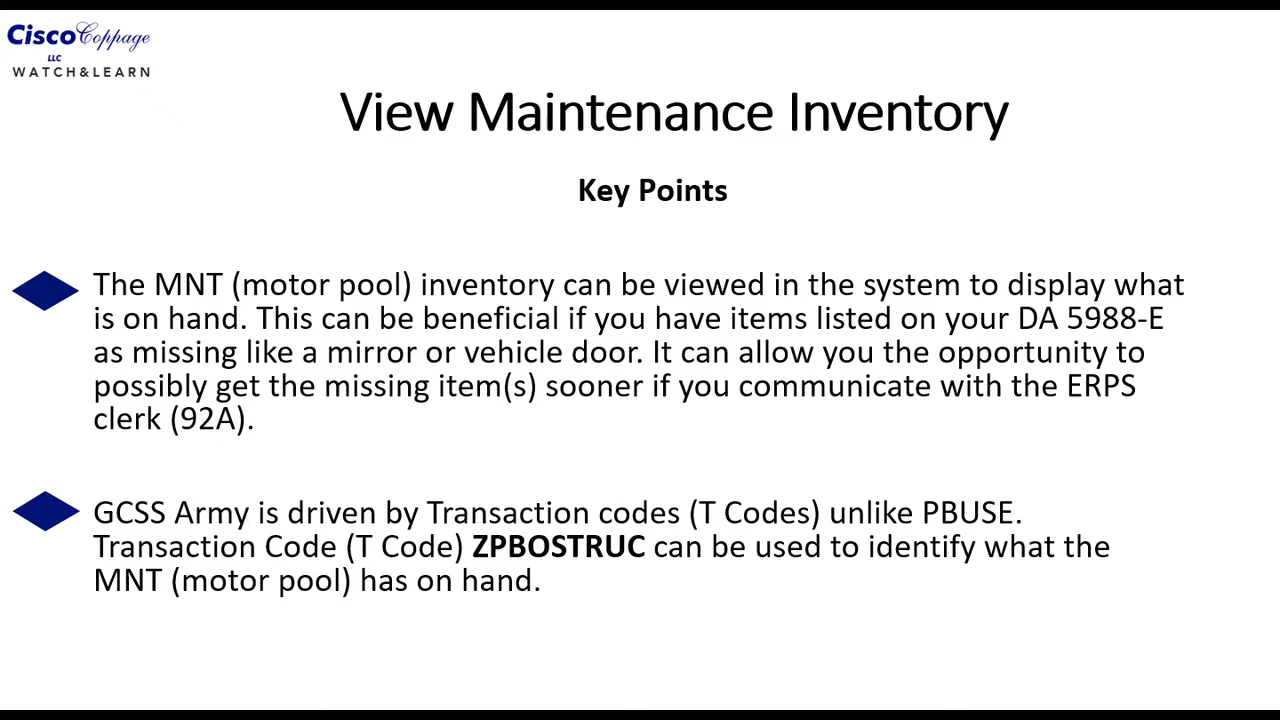 Cisco Coppage
LLC
WATCH&LEARN
View Maintenance Inventory
Key Points
The MNT (motor pool) inventory can be viewed in the system to display what
is on hand. This can be beneficial if you have items listed on your DA 5988-E
as missing like a mirror or vehicle door. It can allow you the opportunity to
possibly get the missing item(s) sooner if you communicate with the ERPS
clerk (92A).
GCSS Army is driven by Transaction codes (T Codes) unlike PBUSE.
Transaction Code (T Code) ZPBOSTRUC can be used to identify what the
MNT (motor pool) has on hand.